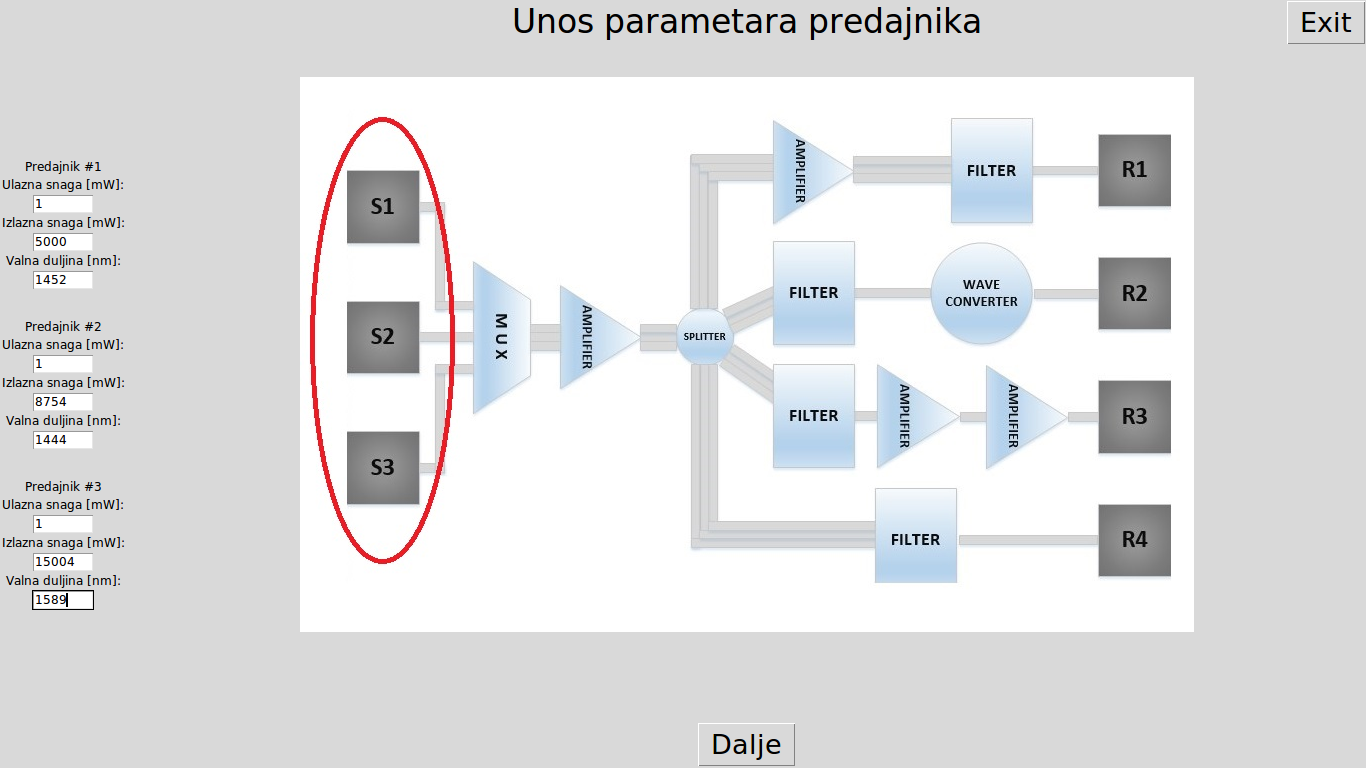 Unos parametara predajnika
Exit
Predajnik #1
Ulazna snaga [mW]:
1
Izlazna snaga [mW]:
5000
Valna duljina [nm]:
1452
Predajnik #2
Ulazna snaga [mW]:
1
Izlazna snaga [mW]:
8754
Valna duljina [nm]:
1444
Predajnik #3
Ulazna snaga [mW]:
1
Izlazna snaga [mW]:
15004
Valna duljina [nm]:
1589
S1
S2
S3
MUX
AMPLIFIER
SPLITTER
AMPLIFIER
FILTER
R1
FILTER
WAVE
CONVERTER
R2
FILTER
AMPLIFIER
AMPLIFIER
R3
FILTER
R4
Dalje